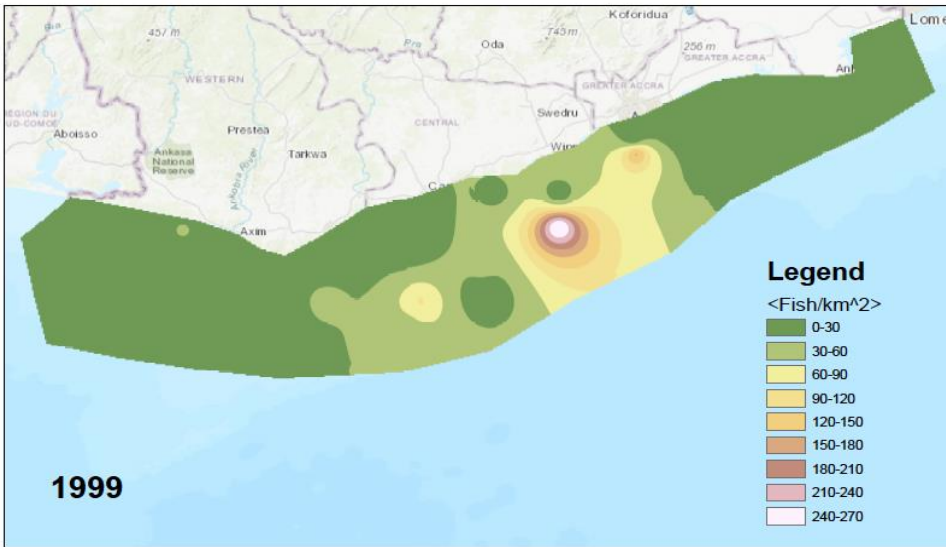 Koforidua
Lome
457 m
Pra
Oda
745 m
256 m
GREATER ACCRA
WESTERN
GREATER ACCRA
Aboisso
Prestea
CENTRAL
Swedru
Ankasa
National
Reserve
Ankobra River
Tarkwa
Axim
Legend
<Fish/km^2>
0-30
30-60
60-90
90-120
120-150
150-180
180-210
210-240
240-270
1999